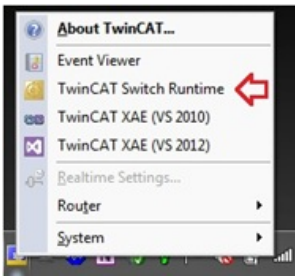 About TwinCAT...
Event Viewer
TwinCAT Switch Runtime
TwinCAT XAE (VS 2010)
TwinCAT XAE (VS 2012)
Realtime Settings...
Router
System